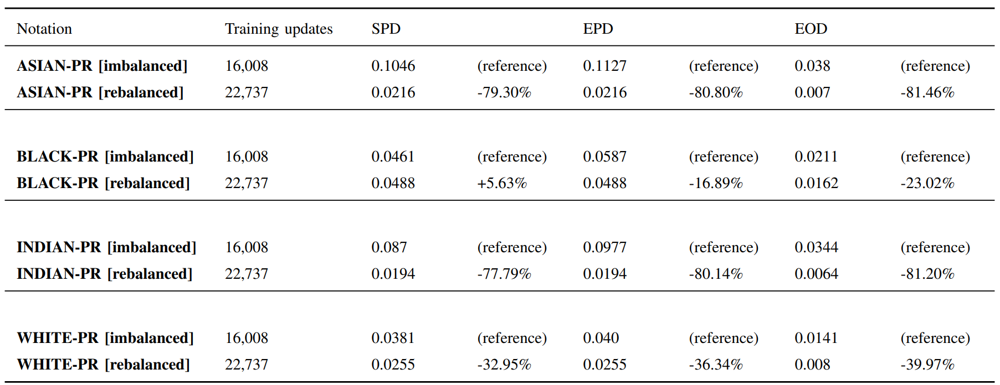 Notation Training updates SPD EPD EOD
ASIAN-PR [imbalanced] 16,008 0.1046 (reference) 0.1127 (reference) 0.038 (reference)
ASIAN-PR [rebalanced] 22,737 0.0216 -79.30% 0.0216 -80.80% 0.007 -81.46%
BLACK-PR [imbalanced] 16,008 0.0461 (reference) 0.0587 (reference) 0.0211 (reference)
BLACK-PR [rebalanced] 22,737 0.0488 +5.63% 0.0488 -16.89% 0.0162 -23.02%
INDIAN-PR [imbalanced] 16,008 0.087 (reference) 0.0977 (reference) 0.0344 (reference)
INDIAN-PR [rebalanced] 22,737 0.0194 -77.79% 0.0194 -80.14% 0.0064 -81.20%
WHITE-PR [imbalanced] 16,008 0.0381 (reference) 0.040 (reference) 0.0141 (reference)
WHITE-PR [rebalanced] 22,737 0.0255 -32.95% 0.0255 -36.34% 0.008 -39.97%